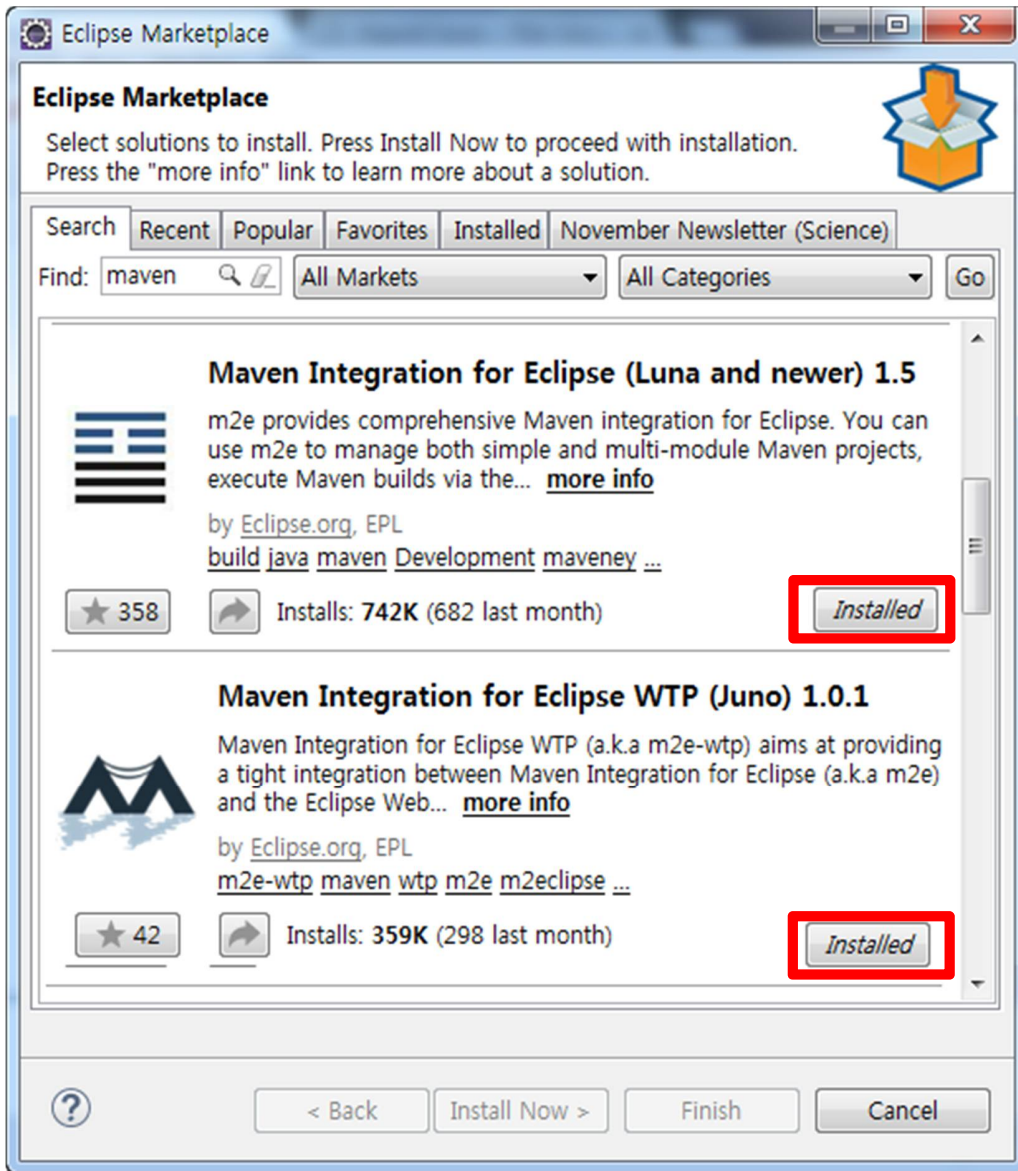 Eclipse Marketplace
Eclipse Marketplace
Select solutions to install. Press Install Now to proceed with installation.
Press the "more info" link to learn more about a solution.
Search Recent Popular Favorites Installed November Newsletter (Science)
Find: maven All Markets All Categories Go
Maven Integration for Eclipse (Luna and newer) 1.5
m2e provides comprehensive Maven integration for Eclipse. You can
use m2e to manage both simple and multi-module Maven projects,
execute Maven builds via the... more info
by Eclipse.org, EPL
build java maven Development maveney ...
358 Installs: 742K (682 last month) Installed
Maven Integration for Eclipse WTP (Juno) 1.0.1
Maven Integration for Eclipse WTP (a.k.a m2e-wtp) aims at providing
a tight integration between Maven Integration for Eclipse (a.k.a m2e)
and the Eclipse Web... more info
by Eclipse.org, EPL
m2e-wtp maven wtp m2e m2eclipse ...
42 Installs: 359K (298 last month) Installed
? < Back Install Now > Finish Cancel